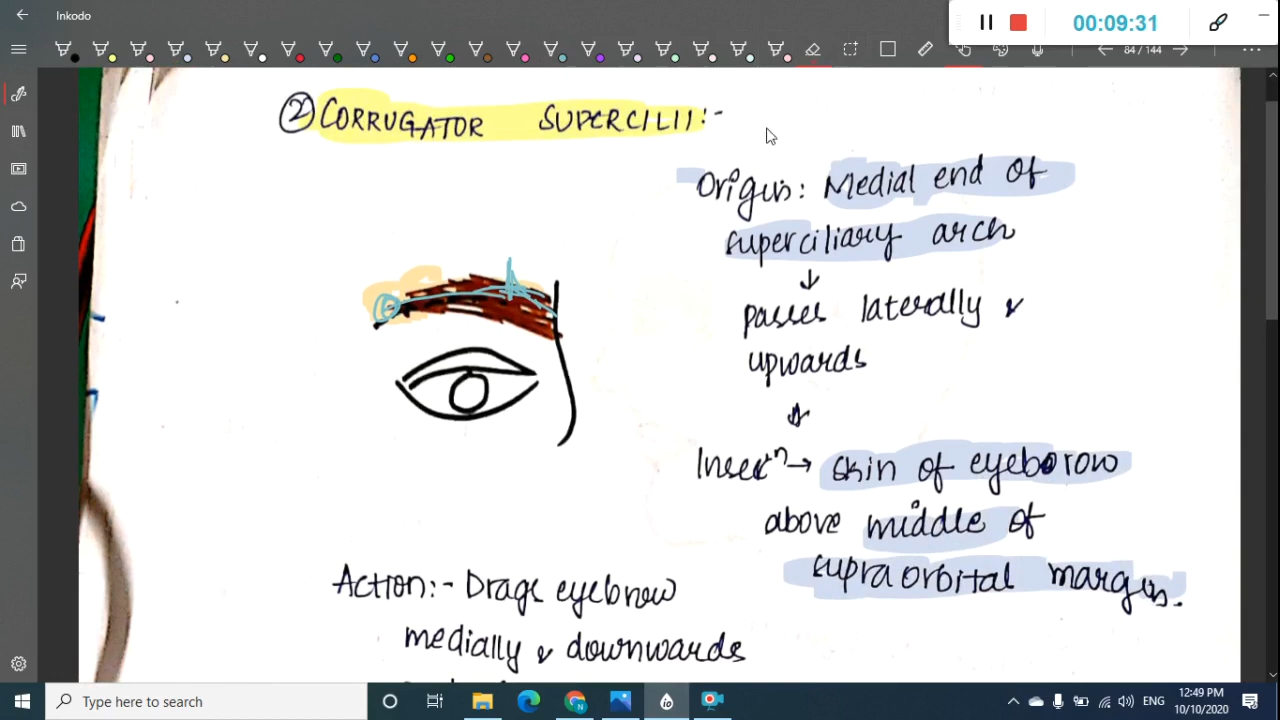 Inkodo
00:09:31
84 / 144
② CORRUGATOR SUPERCILII:-
Origin: Medial end of
superciliary arch
↓
passes laterally &
upwards
↓
Insertⁿ → skin of eyebrow
above middle of
supraorbital margin.
Action:- Drags eyebrow
medially & downwards
Type here to search
ENG
12:49 PM
10/10/2020